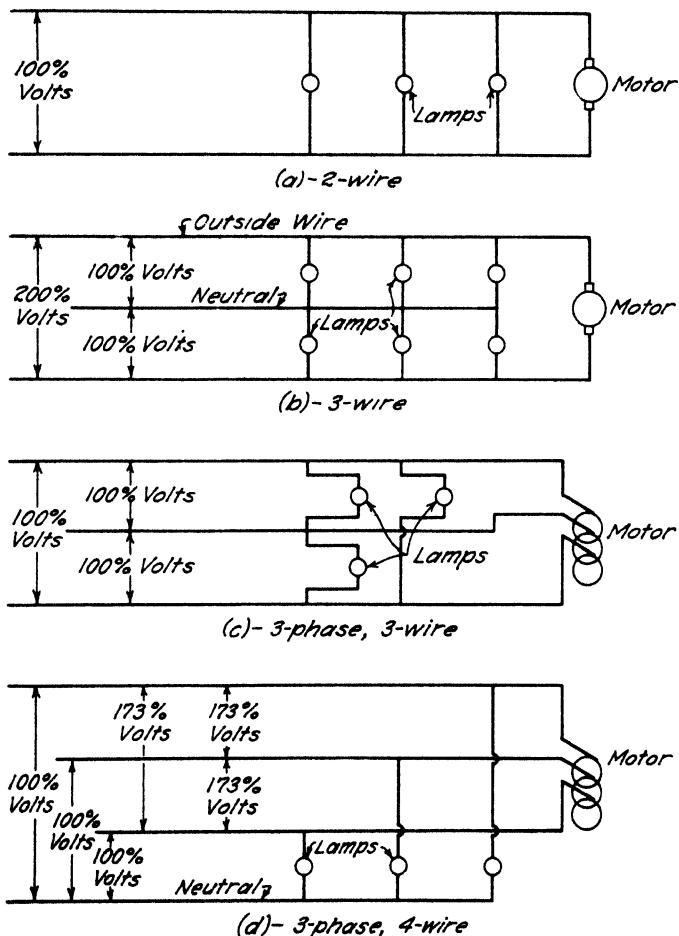 100%
Volts
Motor
Lamps
(a)-2-wire
Outside Wire
100% Volts
200%
Volts
Neutral
Motor
Lamps
100% Volts
(b)-3-wire
100% Volts
100%
Volts
Motor
100% Volts
Lamps
(c)-3-phase, 3-wire
173%
Volts
173%
Volts
Motor
100%
Volts
173%
Volts
100%
Volts
100%
Volts
Lamps
Neutral
(d)-3-phase, 4-wire